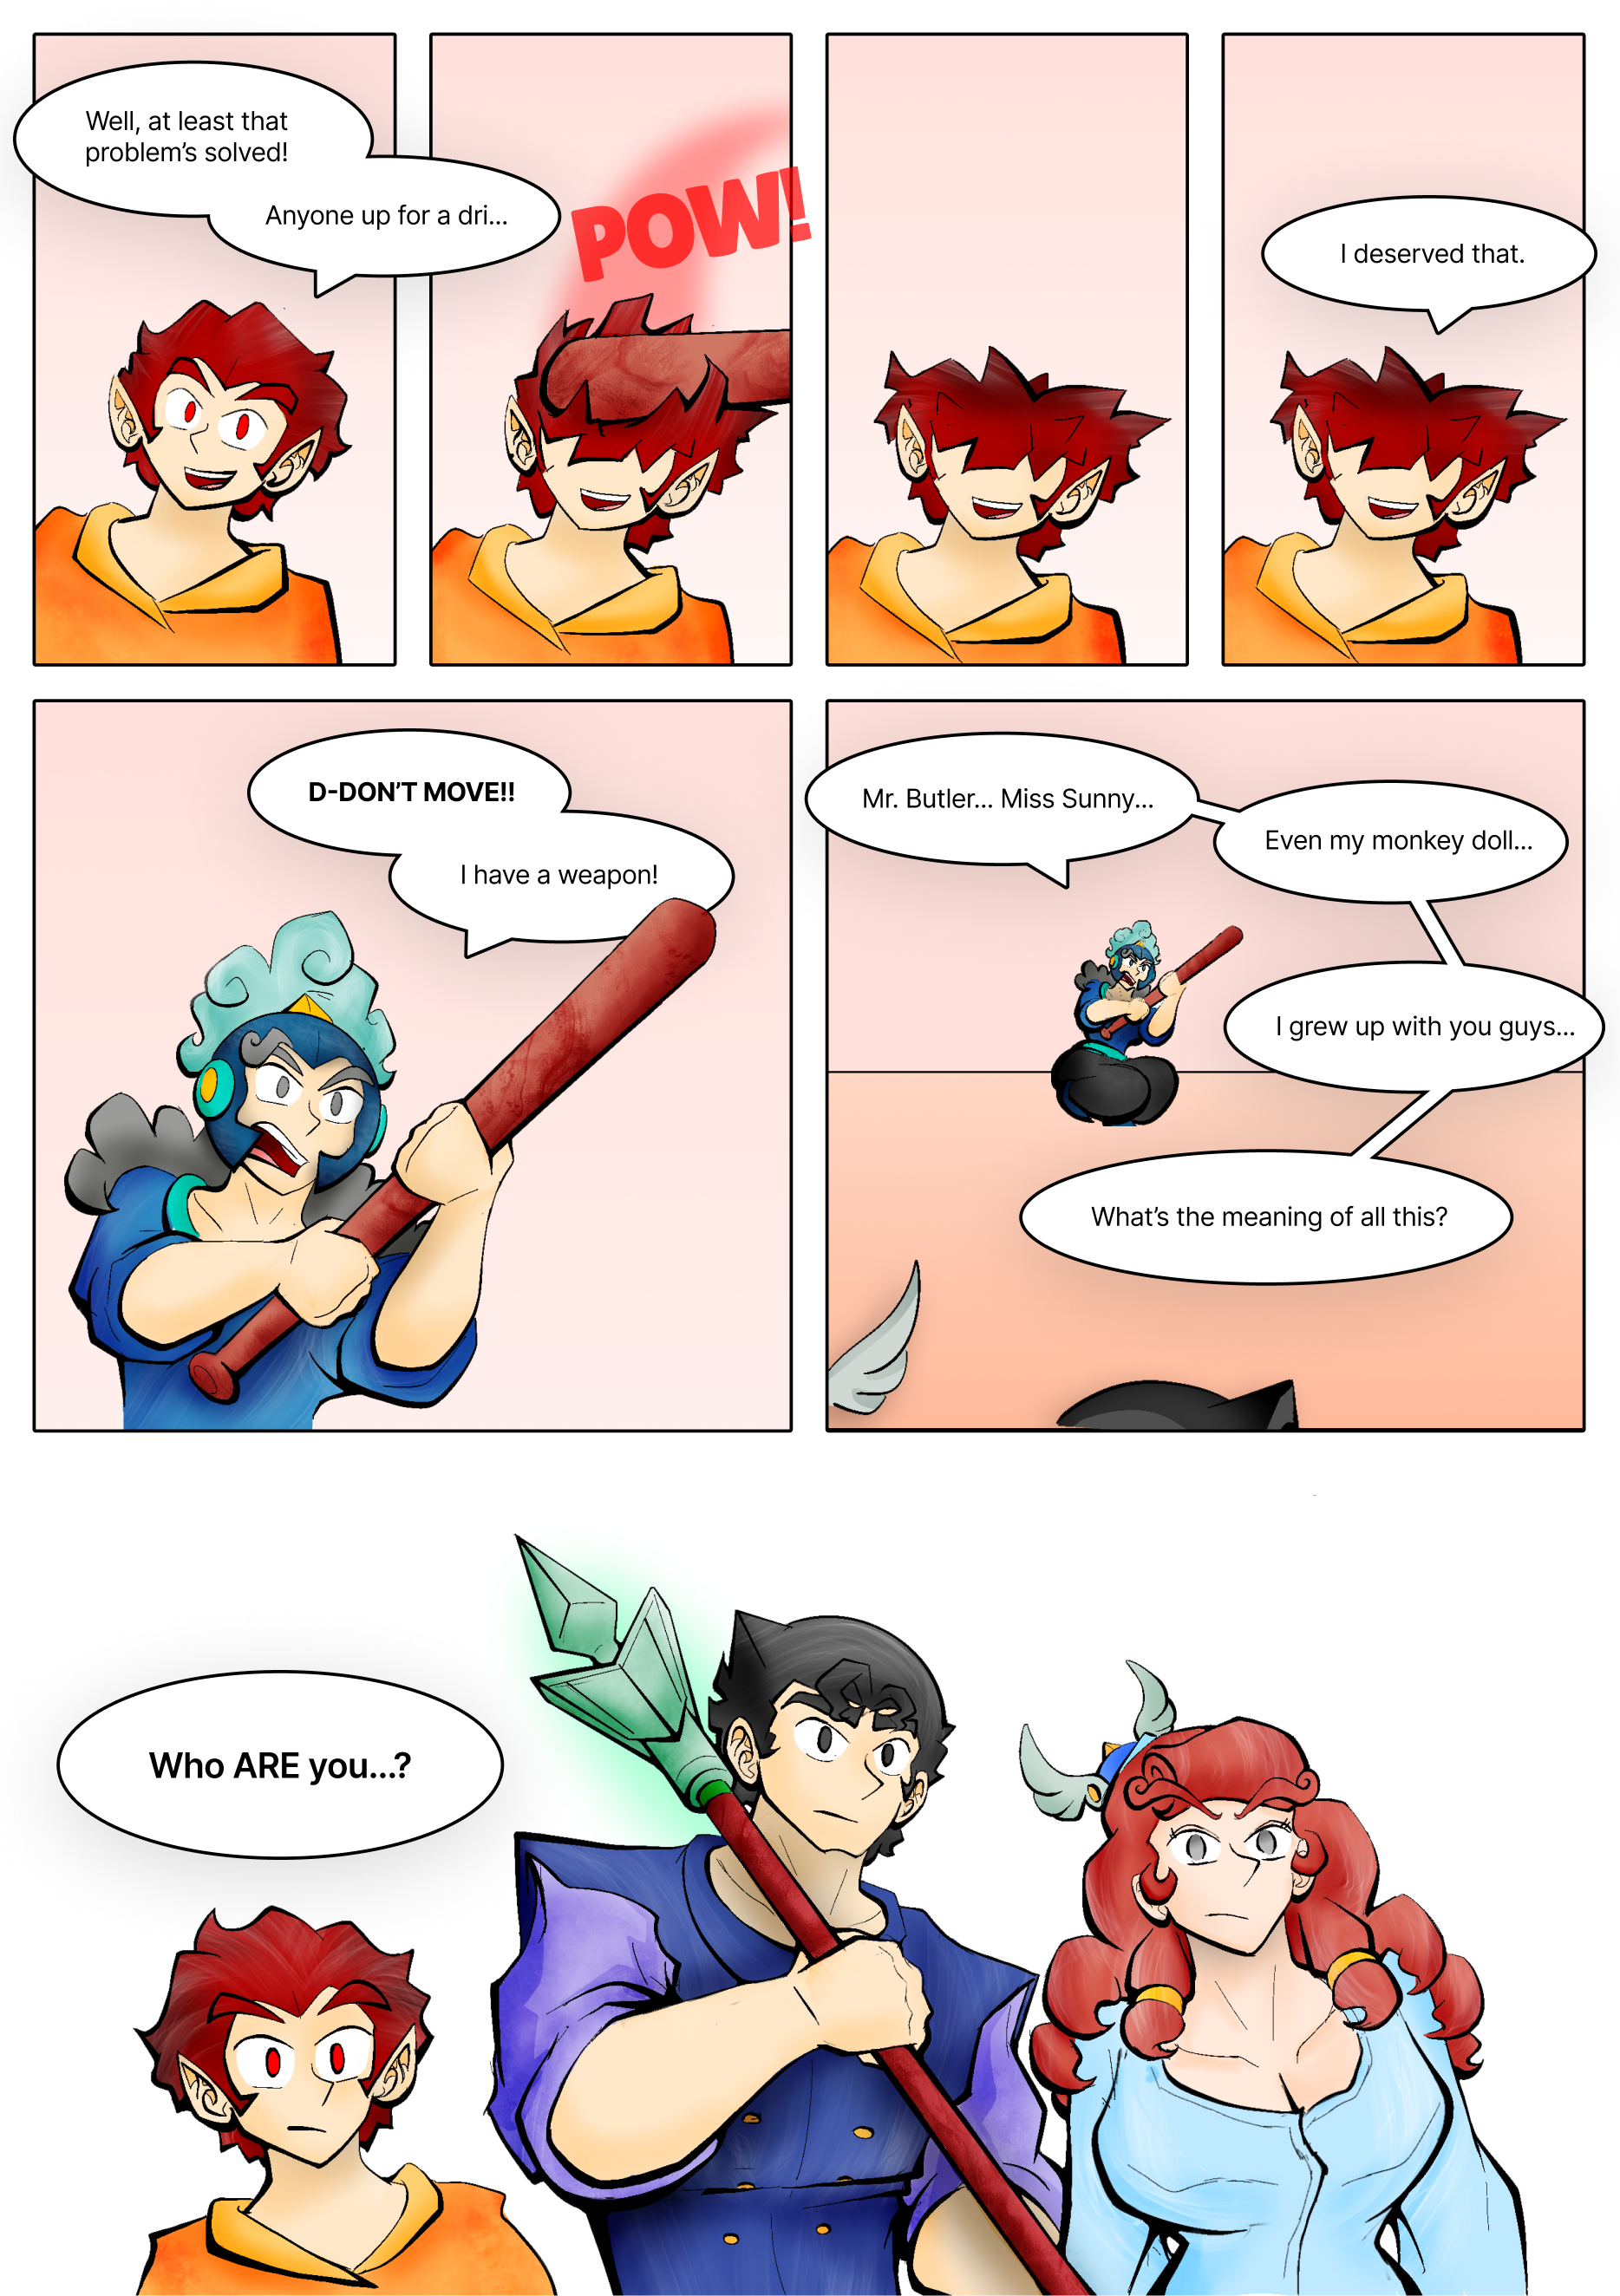 Well, at least that
problem’s solved!
Anyone up for a dri...
POW!
I deserved that.
D-DON’T MOVE!!
I have a weapon!
Mr. Butler... Miss Sunny...
Even my monkey doll...
I grew up with you guys...
What’s the meaning of all this?
Who ARE you...?